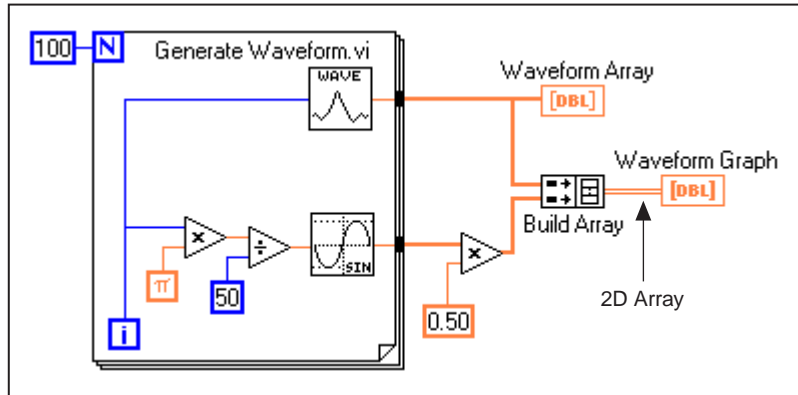 100
N
Generate Waveform.vi
WAVE
Waveform Array
[DBL]
Waveform Graph
[DBL]
Build Array
x
÷
SIN
x
π
50
0.50
2D Array
i